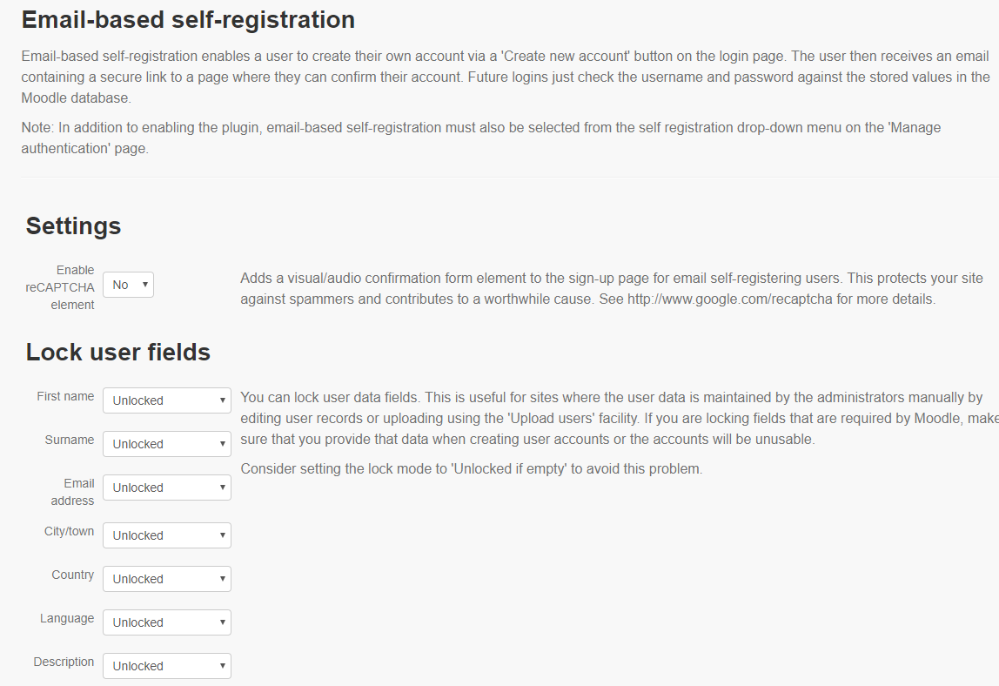 Email-based self-registration
Email-based self-registration enables a user to create their own account via a 'Create new account' button on the login page. The user then receives an email
containing a secure link to a page where they can confirm their account. Future logins just check the username and password against the stored values in the
Moodle database.
Note: In addition to enabling the plugin, email-based self-registration must also be selected from the self registration drop-down menu on the 'Manage
authentication' page.
Settings
Enable
reCAPTCHA
element
No
Adds a visual/audio confirmation form element to the sign-up page for email self-registering users. This protects your site
against spammers and contributes to a worthwhile cause. See http://www.google.com/recaptcha for more details.
Lock user fields
First name
Unlocked
You can lock user data fields. This is useful for sites where the user data is maintained by the administrators manually by
editing user records or uploading using the 'Upload users' facility. If you are locking fields that are required by Moodle, make
sure that you provide that data when creating user accounts or the accounts will be unusable.
Consider setting the lock mode to 'Unlocked if empty' to avoid this problem.
Surname
Unlocked
Email
address
Unlocked
City/town
Unlocked
Country
Unlocked
Language
Unlocked
Description
Unlocked